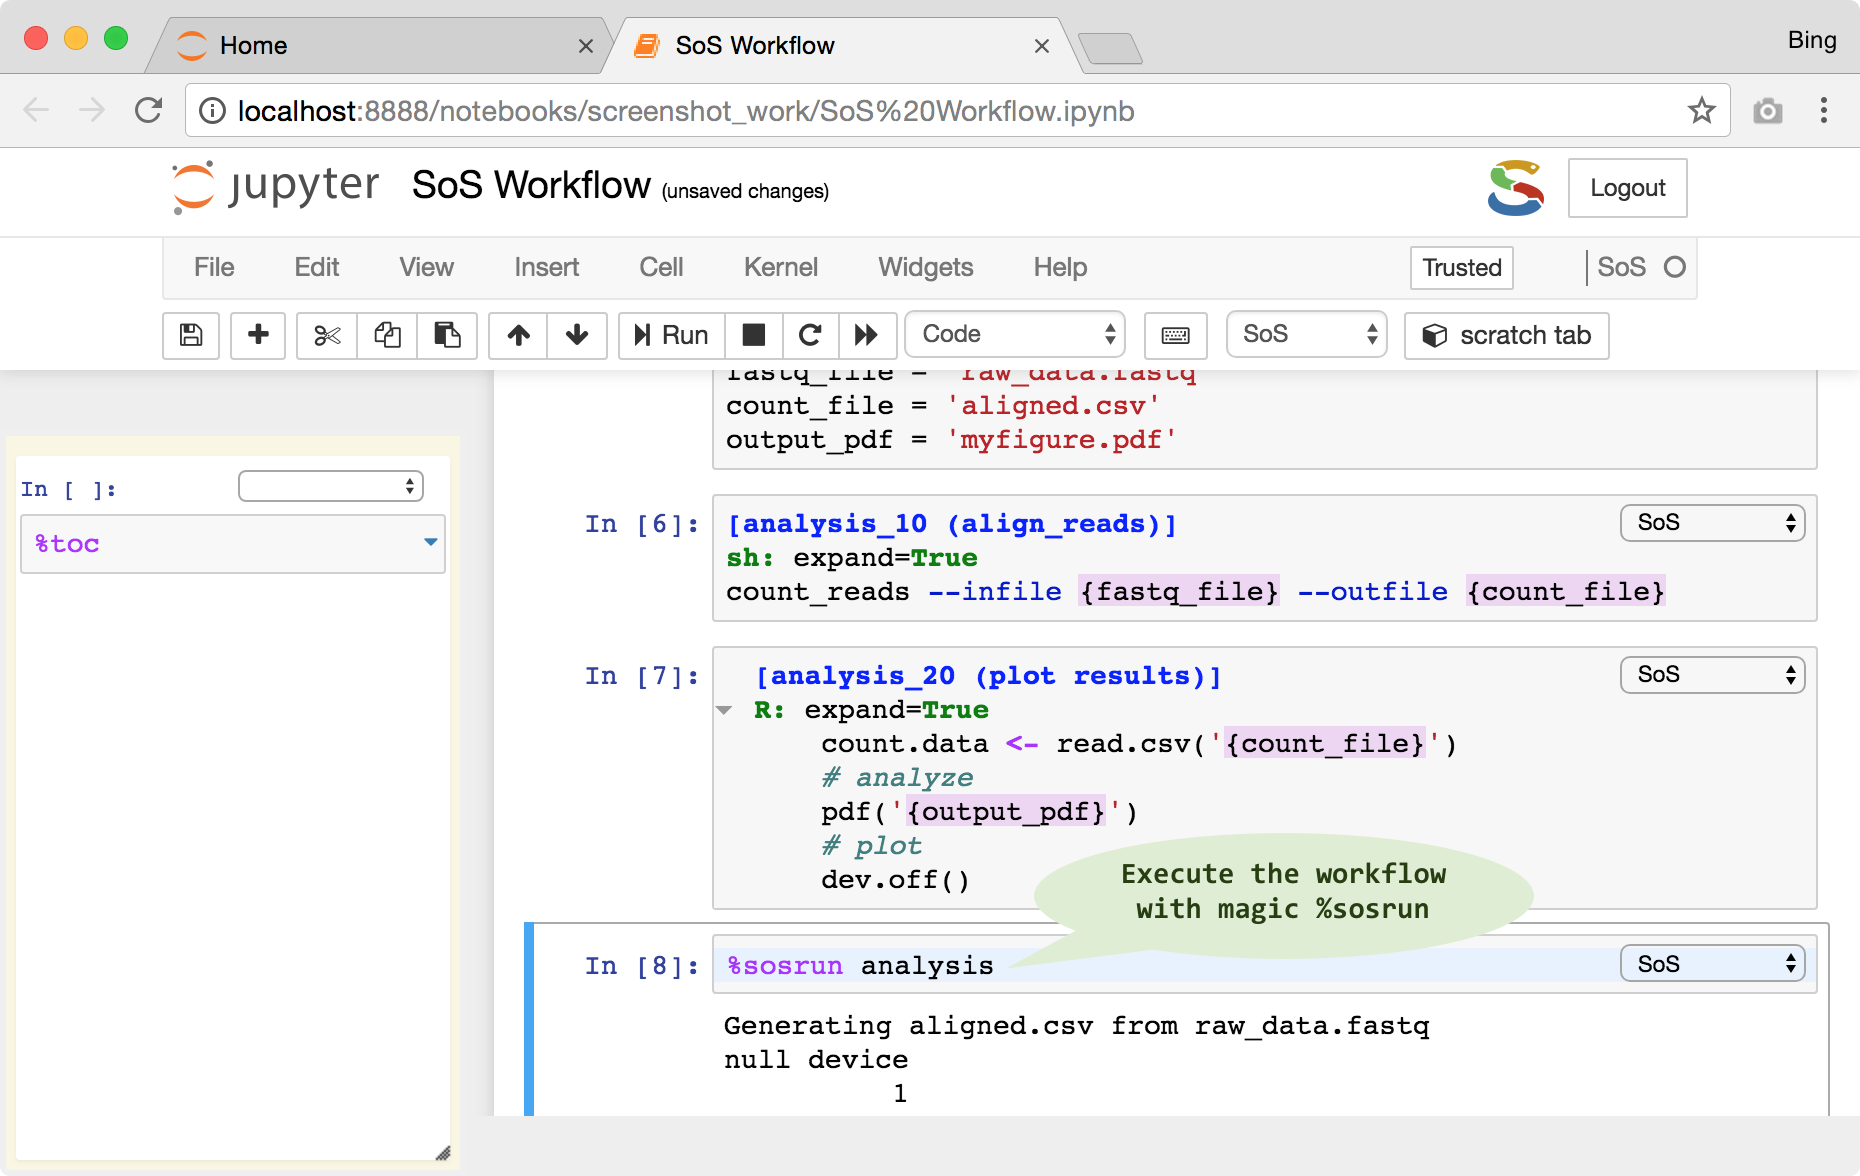 Home
SoS Workflow
Bing
localhost:8888/notebooks/screenshot_work/SoS%20Workflow.ipynb
jupyter SoS Workflow (unsaved changes)
Logout
File Edit View Insert Cell Kernel Widgets Help Trusted SoS
Run Code SoS scratch tab
fastq_file = 'raw_data.fastq
count_file = 'aligned.csv'
output_pdf = 'myfigure.pdf'
In [ ]:
%toc
In [6]: [analysis_10 (align_reads)] SoS
sh: expand=True
count_reads --infile {fastq_file} --outfile {count_file}
In [7]: [analysis_20 (plot results)] SoS
R: expand=True
count.data <- read.csv('{count_file}')
# analyze
pdf('{output_pdf}')
# plot
dev.off()
Execute the workflow
with magic %sosrun
In [8]: %sosrun analysis SoS
Generating aligned.csv from raw_data.fastq
null device
1